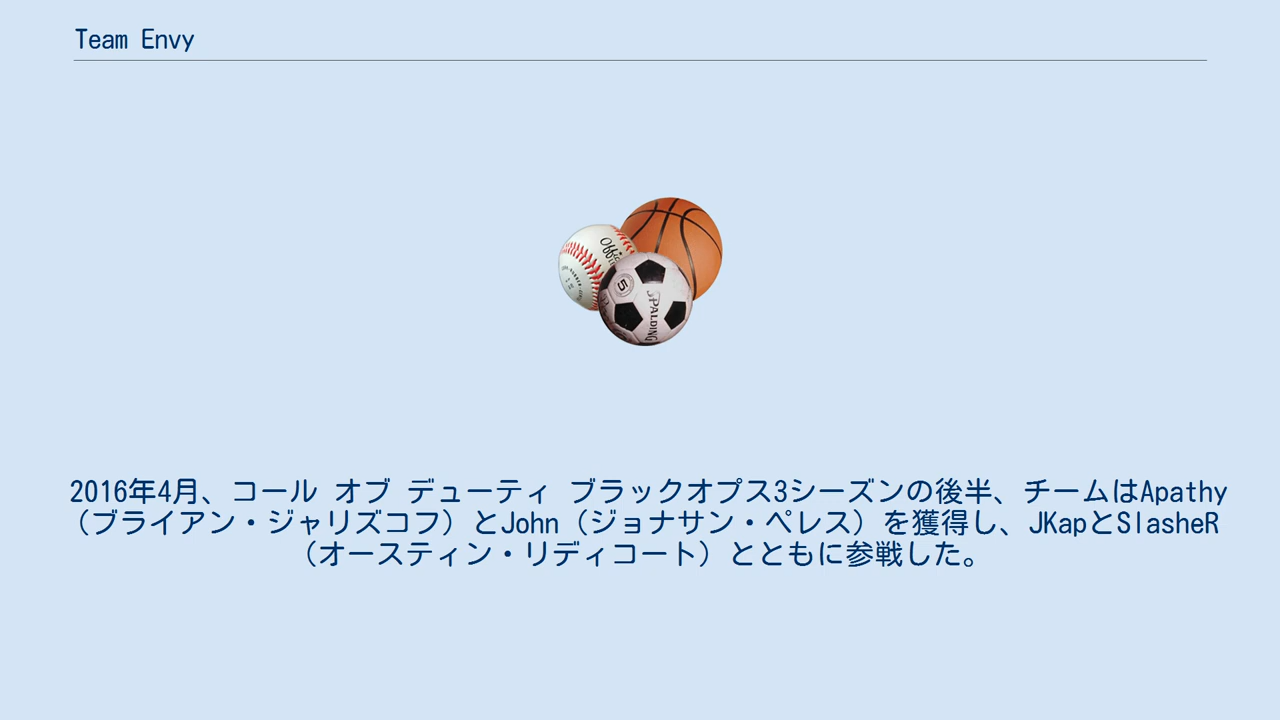 Team Envy
Offici
5
SPALDING
2016年4月、コール オブ デューティ ブラックオプス3シーズンの後半、チームはApathy
（ブライアン・ジャリズコフ）とJohn（ジョナサン・ペレス）を獲得し、JKapとSlasheR
（オースティン・リディコート）とともに参戦した。